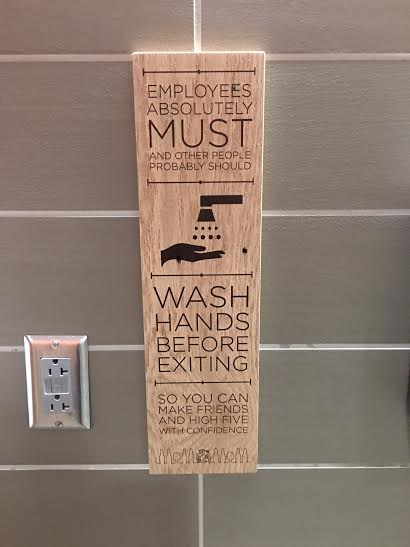 EMPLOYEES
ABSOLUTELY
MUST
AND OTHER PEOPLE
PROBABLY SHOULD
WASH
HANDS
BEFORE
EXITING
SO YOU CAN
MAKE FRIENDS
AND HIGH FIVE
WITH CONFIDENCE